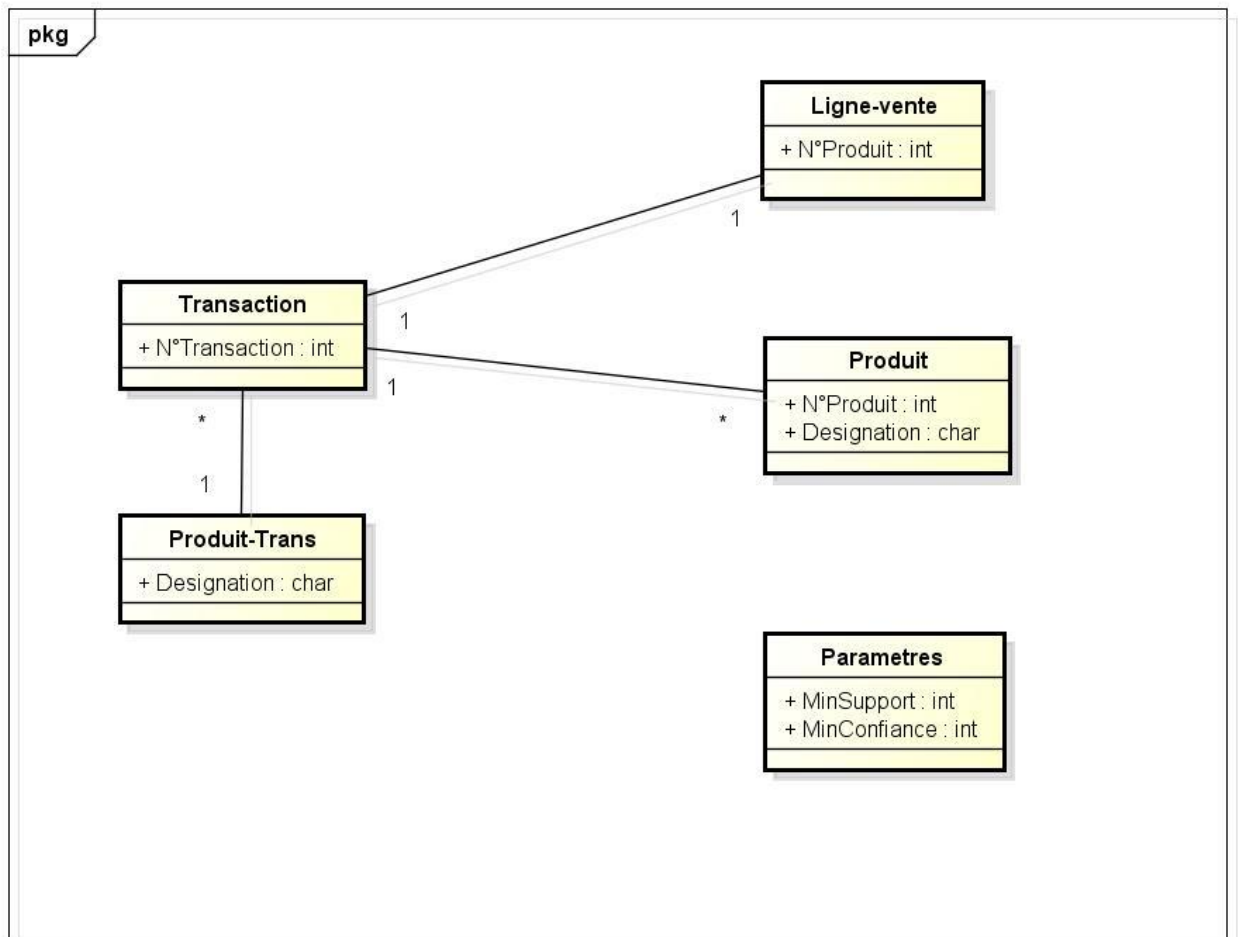 pkg
Ligne-vente
+ N°Produit : int
1
Transaction
+ N°Transaction : int
1
1
*
Produit
+ N°Produit : int
+ Designation : char
*
1
Produit-Trans
+ Designation : char
Parametres
+ MinSupport : int
+ MinConfiance : int